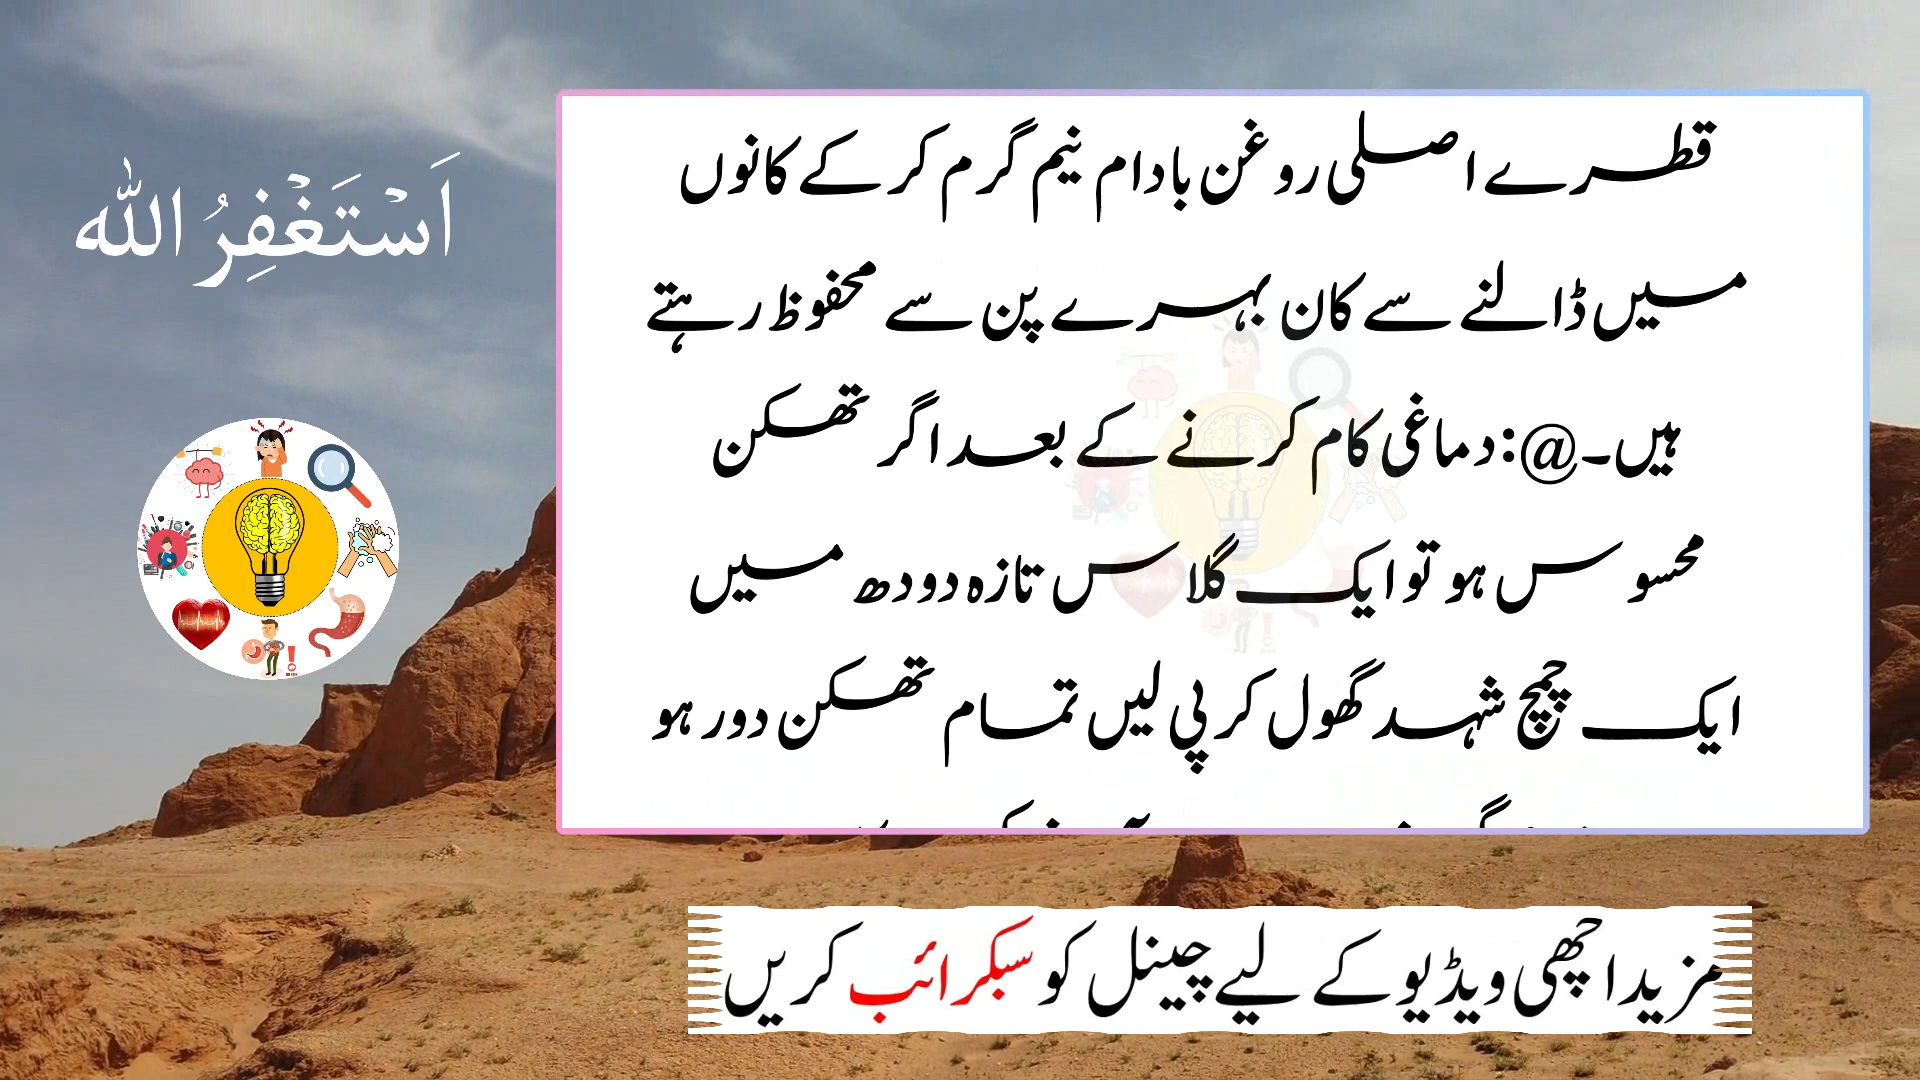 اَسْتَغْفِرُ اللہ
قطرے اصلی روغن بادام نیم گرم کر کے کانوں
میں ڈالنے سے کان بہرے پن سے محفوظ رہتے
ہیں۔@: دماغی کام کرنے کے بعد اگر تھکن
محسوس ہو تو ایک گلاس تازہ دودھ میں
ایک چمچ شہد گھول کر پی لیں تمام تھکن دور ہو
مزید اچھی ویڈیو کے لیے چینل کو سبکرائب کریں